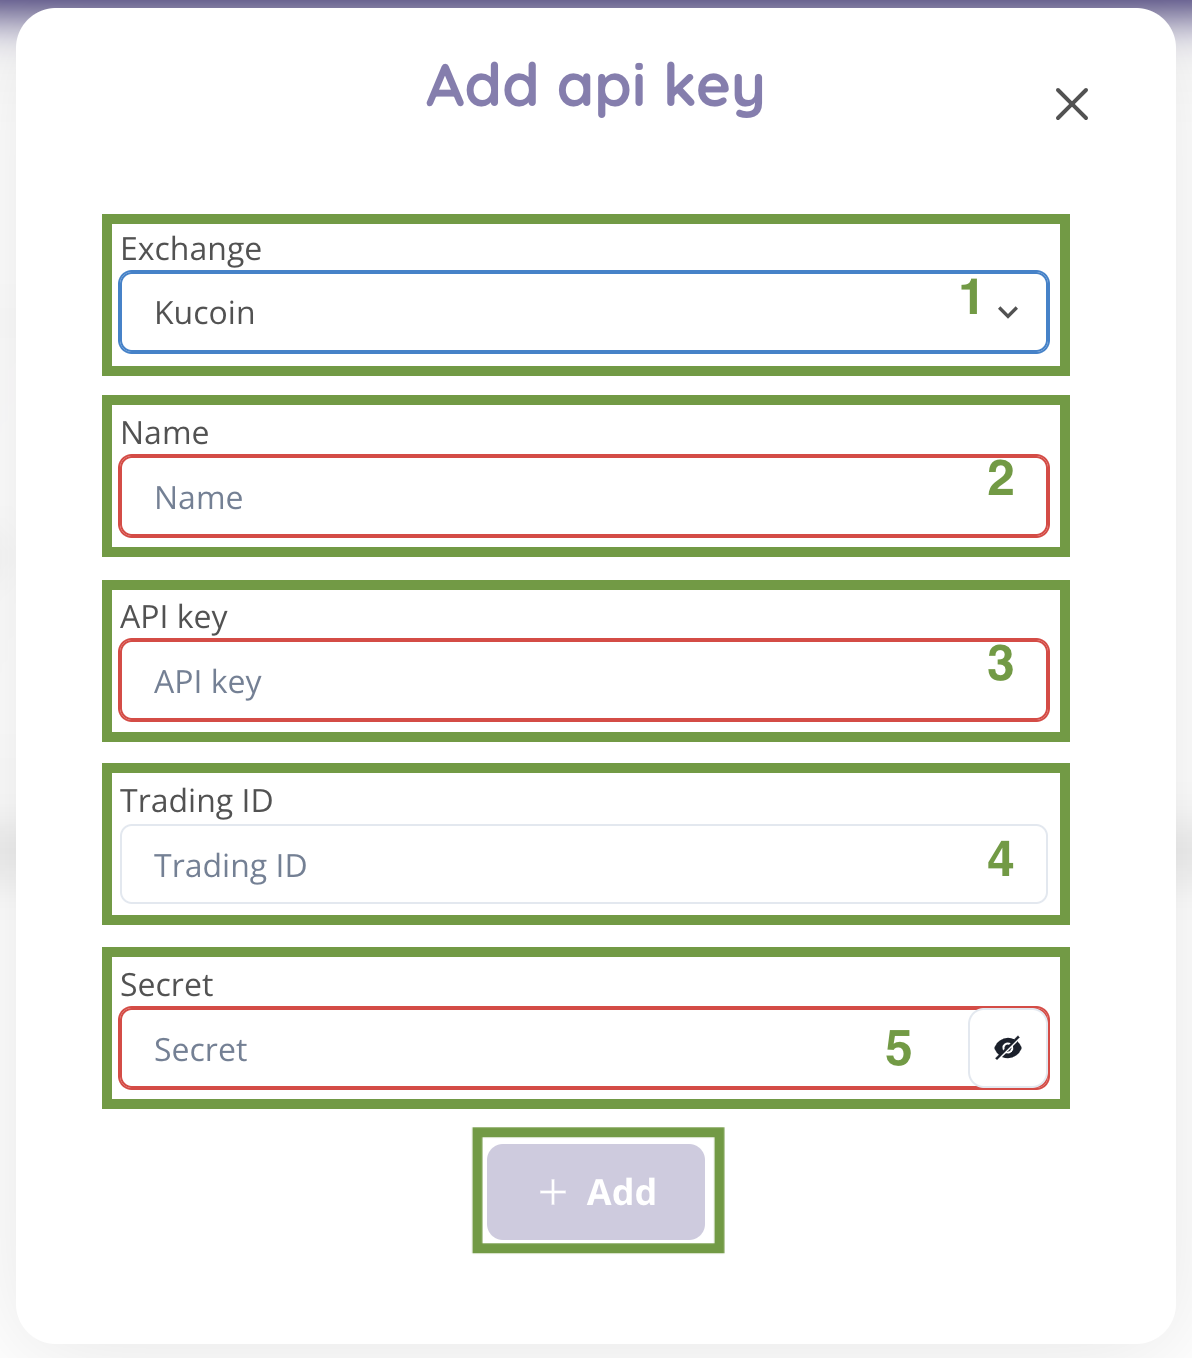 Add api key
Exchange
Kucoin 1
Name
Name 2
API key
API key 3
Trading ID
Trading ID 4
Secret
Secret 5
+ Add